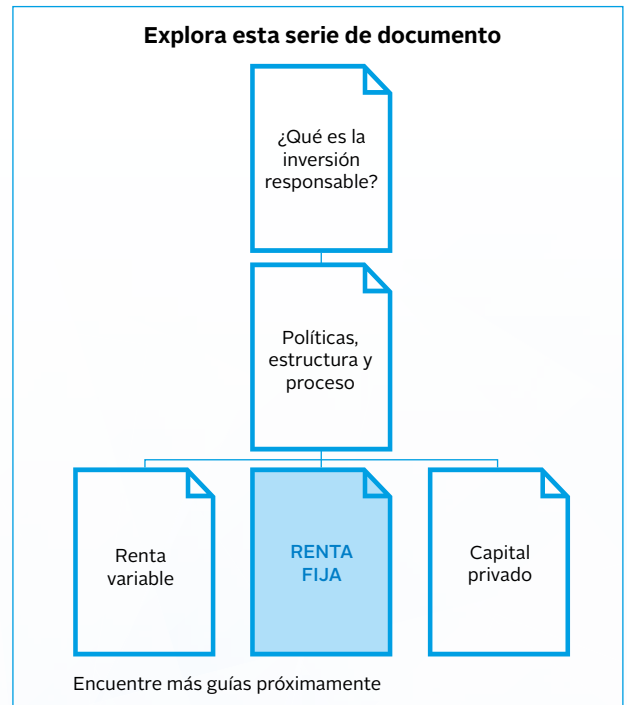 Explora esta serie de documento
¿Qué es la
inversión
responsable?
Políticas,
estructura y
proceso
Renta
variable
RENTA
FIJA
Capital
privado
Encuentre más guías próximamente